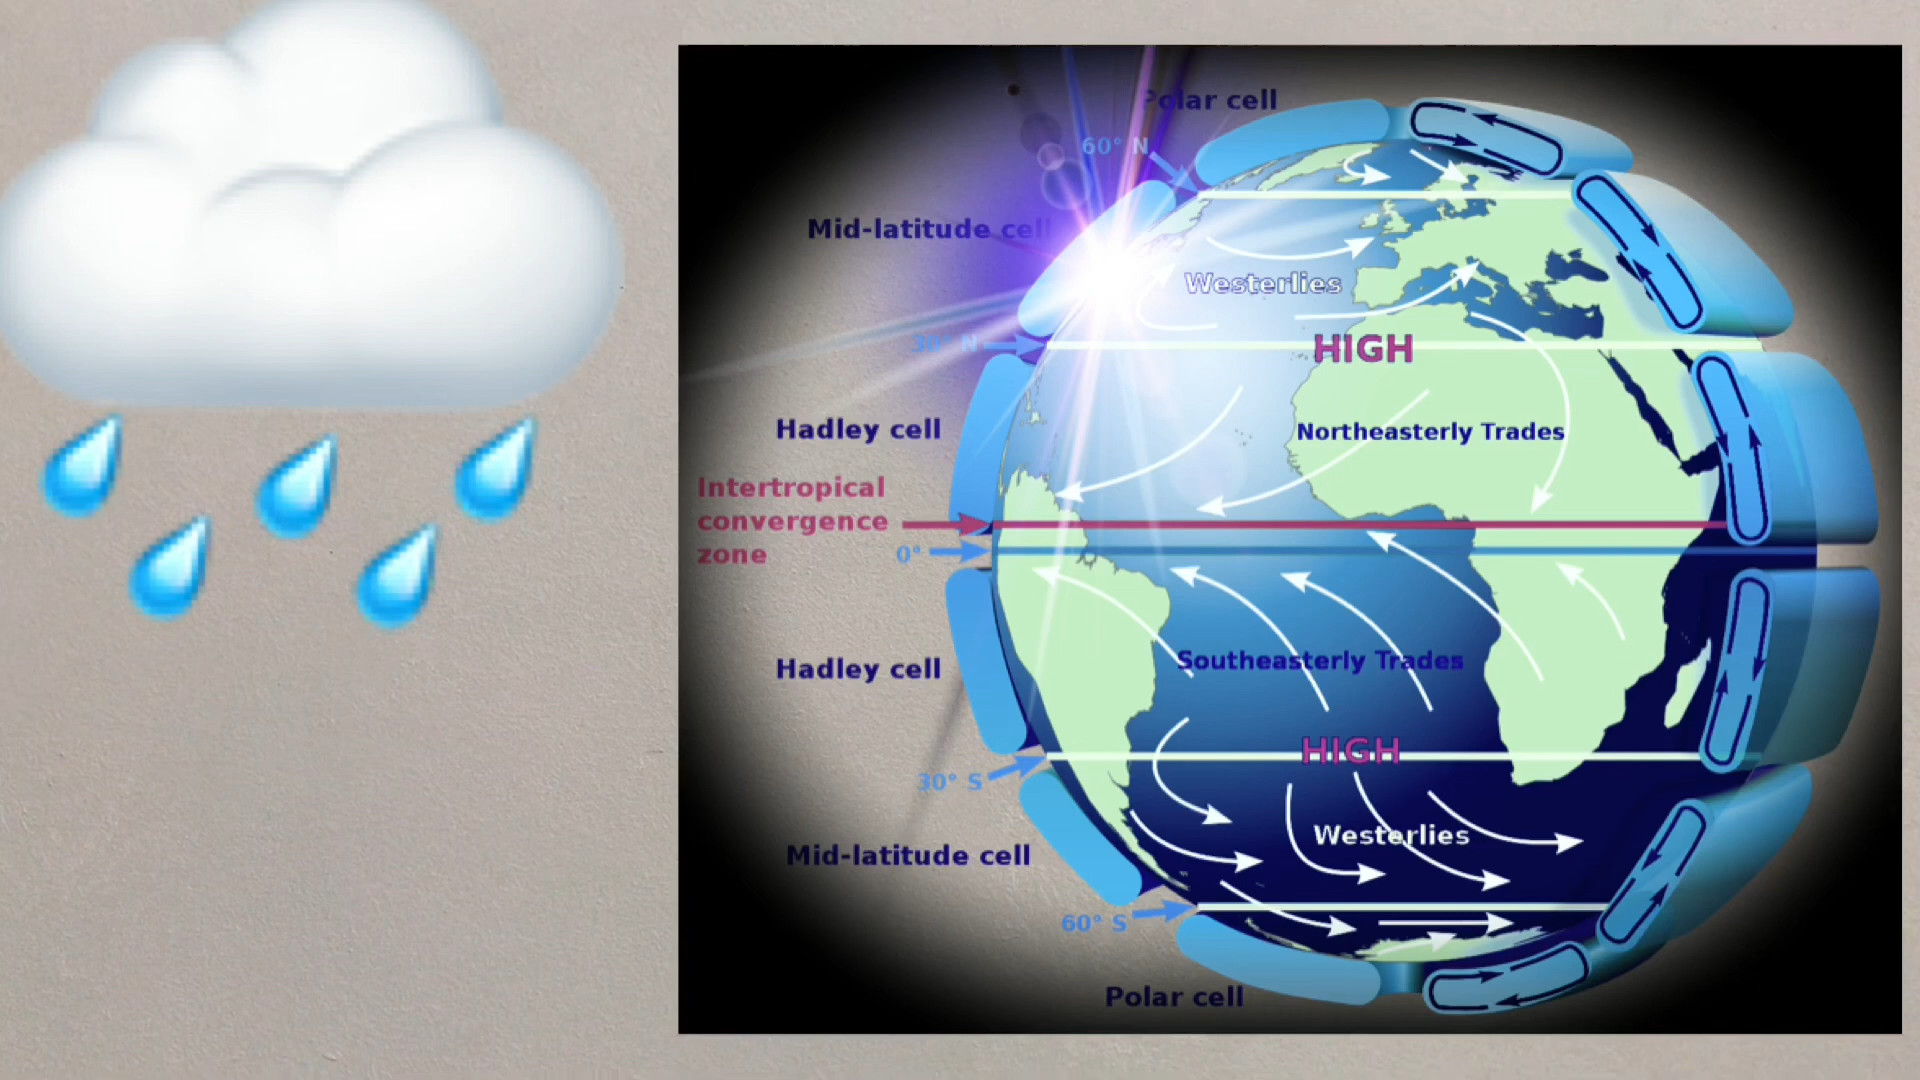 Polar cell
60° N
Mid-latitude cell
Westerlies
30° N
HIGH
Hadley cell
Northeasterly Trades
Intertropical
convergence
zone
0°
Hadley cell
Southeasterly Trades
HIGH
30° S
Westerlies
Mid-latitude cell
60° S
Polar cell